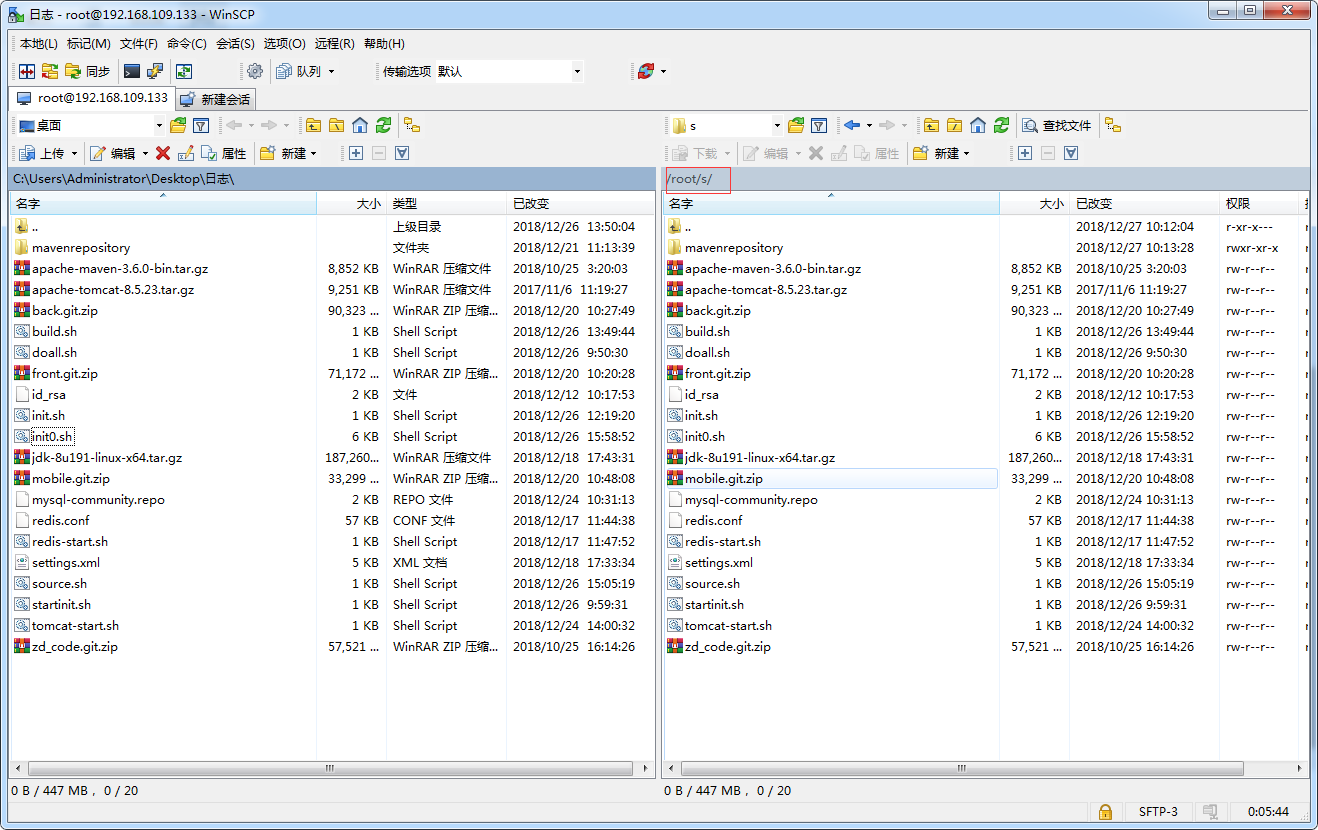 日志 - root@192.168.109.133 - WinSCP
本地(L) 标记(M) 文件(F) 命令(C) 会话(S) 选项(O) 远程(R) 帮助(H)
同步 队列 传输选项 默认
root@192.168.109.133 新建会话
桌面 s 查找文件
上传 编辑 属性 新建 下载 编辑 属性 新建
C:\Users\Administrator\Desktop\日志\ /root/s/
名字 大小 类型 已改变 名字 大小 已改变 权限
.. 上级目录 2018/12/26 13:50:04 .. 2018/12/27 10:12:04 r-xr-x---
mavenrepository 文件夹 2018/12/21 11:13:39 mavenrepository 2018/12/27 10:13:28 rwxr-xr-x
apache-maven-3.6.0-bin.tar.gz 8,852 KB WinRAR 压缩文件 2018/10/25 3:20:03 apache-maven-3.6.0-bin.tar.gz 8,852 KB 2018/10/25 3:20:03 rw-r--r--
apache-tomcat-8.5.23.tar.gz 9,251 KB WinRAR 压缩文件 2017/11/6 11:19:27 apache-tomcat-8.5.23.tar.gz 9,251 KB 2017/11/6 11:19:27 rw-r--r--
back.git.zip 90,323 ... WinRAR ZIP 压缩... 2018/12/20 10:27:49 back.git.zip 90,323 ... 2018/12/20 10:27:49 rw-r--r--
build.sh 1 KB Shell Script 2018/12/26 13:49:44 build.sh 1 KB 2018/12/26 13:49:44 rw-r--r--
doall.sh 1 KB Shell Script 2018/12/26 9:50:30 doall.sh 1 KB 2018/12/26 9:50:30 rw-r--r--
front.git.zip 71,172 ... WinRAR ZIP 压缩... 2018/12/20 10:20:28 front.git.zip 71,172 ... 2018/12/20 10:20:28 rw-r--r--
id_rsa 2 KB 文件 2018/12/12 10:17:53 id_rsa 2 KB 2018/12/12 10:17:53 rw-r--r--
init.sh 1 KB Shell Script 2018/12/26 12:19:20 init.sh 1 KB 2018/12/26 12:19:20 rw-r--r--
init0.sh 6 KB Shell Script 2018/12/26 15:58:52 init0.sh 6 KB 2018/12/26 15:58:52 rw-r--r--
jdk-8u191-linux-x64.tar.gz 187,260... WinRAR 压缩文件 2018/12/18 17:43:31 jdk-8u191-linux-x64.tar.gz 187,260... 2018/12/18 17:43:31 rw-r--r--
mobile.git.zip 33,299 ... WinRAR ZIP 压缩... 2018/12/20 10:48:08 mobile.git.zip 33,299 ... 2018/12/20 10:48:08 rw-r--r--
mysql-community.repo 2 KB REPO 文件 2018/12/24 10:31:13 mysql-community.repo 2 KB 2018/12/24 10:31:13 rw-r--r--
redis.conf 57 KB CONF 文件 2018/12/17 11:44:38 redis.conf 57 KB 2018/12/17 11:44:38 rw-r--r--
redis-start.sh 1 KB Shell Script 2018/12/17 11:47:52 redis-start.sh 1 KB 2018/12/17 11:47:52 rw-r--r--
settings.xml 5 KB XML 文档 2018/12/18 17:33:34 settings.xml 5 KB 2018/12/18 17:33:34 rw-r--r--
source.sh 1 KB Shell Script 2018/12/26 15:05:19 source.sh 1 KB 2018/12/26 15:05:19 rw-r--r--
startinit.sh 1 KB Shell Script 2018/12/26 9:59:31 startinit.sh 1 KB 2018/12/26 9:59:31 rw-r--r--
tomcat-start.sh 1 KB Shell Script 2018/12/24 14:00:32 tomcat-start.sh 1 KB 2018/12/24 14:00:32 rw-r--r--
zd_code.git.zip 57,521 ... WinRAR ZIP 压缩... 2018/10/25 16:14:26 zd_code.git.zip 57,521 ... 2018/10/25 16:14:26 rw-r--r--
0 B / 447 MB , 0 / 20 0 B / 447 MB , 0 / 20
SFTP-3 0:05:44